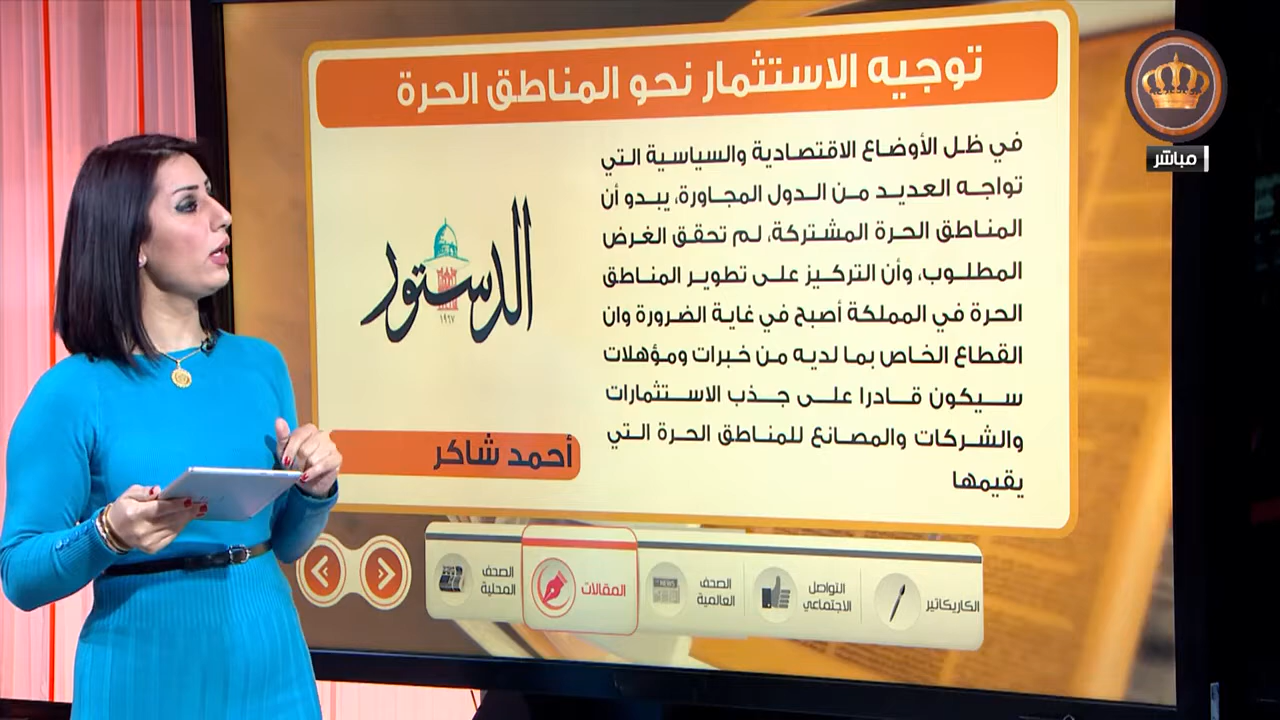 توجيه الاستثمار نحو المناطق الحرة
مباشر
في ظل الأوضاع الاقتصادية والسياسية التي
تواجه العديد من الدول المجاورة، يبدو أن
المناطق الحرة المشتركة، لم تحقق الغرض
المطلوب، وأن التركيز على تطوير المناطق
الحرة في المملكة أصبح في غاية الضرورة وان
القطاع الخاص بما لديه من خبرات ومؤهلات
سيكون قادرا على جذب الاستثمارات
والشركات والمصانع للمناطق الحرة التي
يقيمها
الدستور
١٩٦٧
أحمد شاكر
الكاريكاتير
التواصل
الاجتماعي
الصحف
العالمية
NEWS
المقالات
الصحف
المحلية